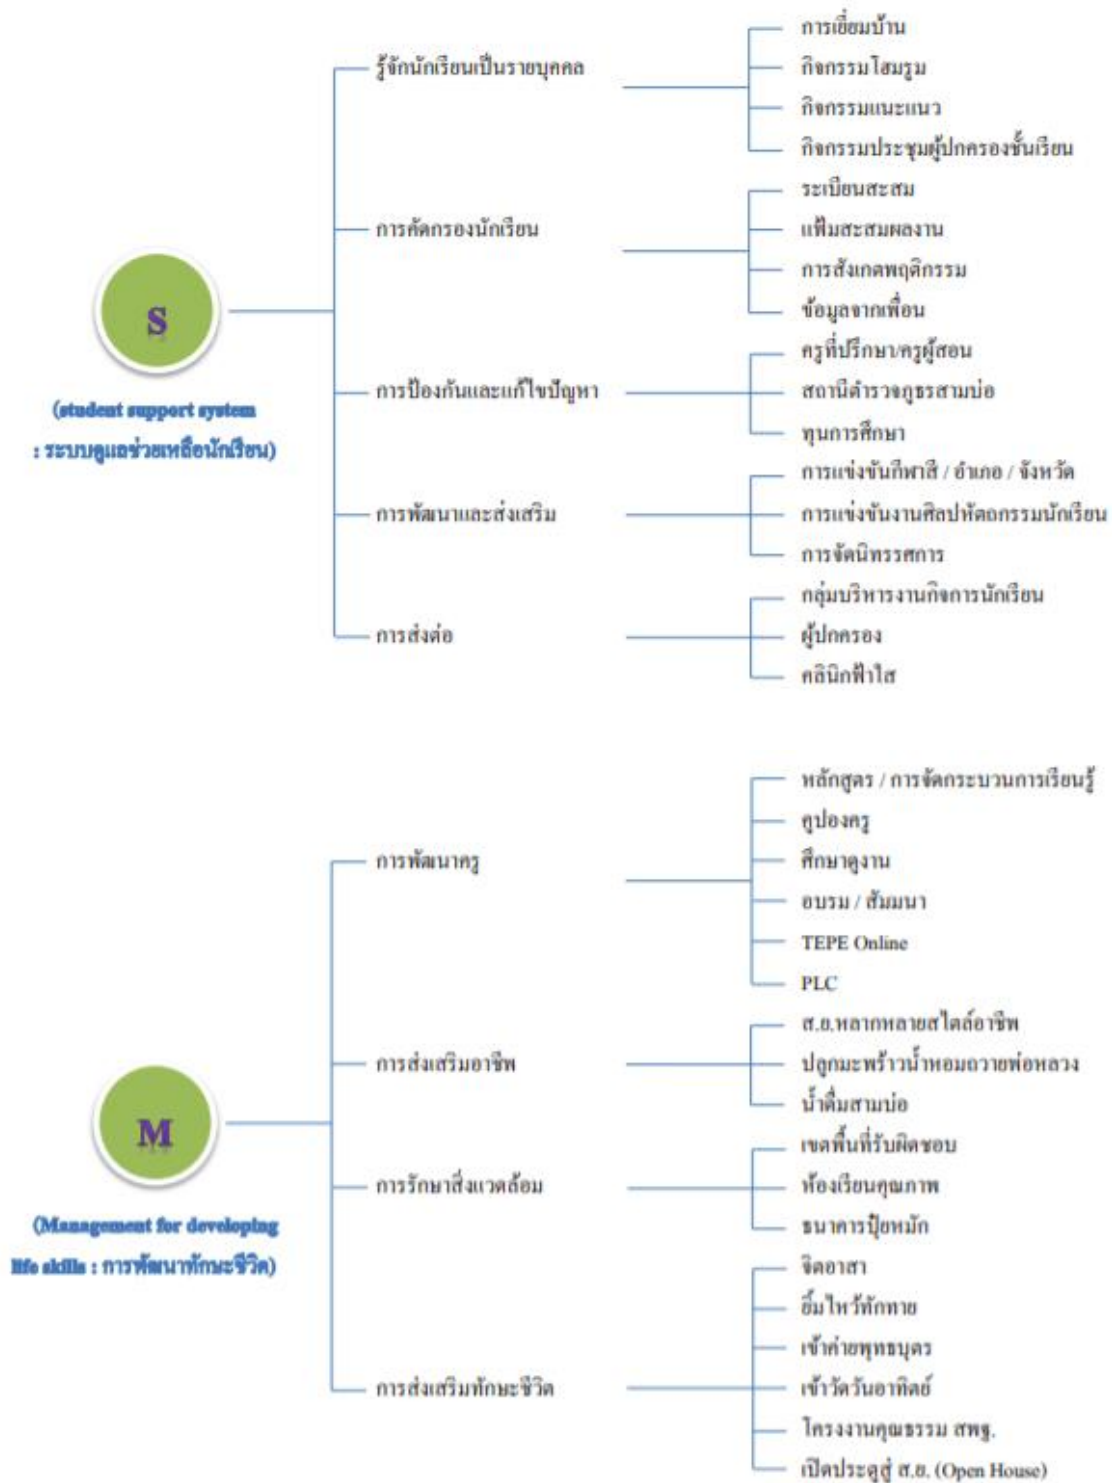 S
(student support system
: ระบบดูแลช่วยเหลือนักเรียน)
รู้จักนักเรียนเป็นรายบุคคล
การเยี่ยมบ้าน
กิจกรรมโฮมรูม
กิจกรรมแนะแนว
กิจกรรมประชุมผู้ปกครองชั้นเรียน
การคัดกรองนักเรียน
ระเบียนสะสม
แฟ้มสะสมผลงาน
การสังเกตพฤติกรรม
ข้อมูลจากเพื่อน
การป้องกันและแก้ไขปัญหา
ครูที่ปรึกษา/ครูผู้สอน
สถานีตำรวจภูธรสามบ่อ
ทุนการศึกษา
การพัฒนาและส่งเสริม
การแข่งขันกีฬาสี / อำเภอ / จังหวัด
การแข่งขันงานศิลปหัตถกรรมนักเรียน
การจัดนิทรรศการ
การส่งต่อ
กลุ่มบริหารงานกิจการนักเรียน
ผู้ปกครอง
คลินิกฟ้าใส
M
(Management for developing
life skills : การพัฒนาทักษะชีวิต)
การพัฒนาครู
หลักสูตร / การจัดกระบวนการเรียนรู้
คูปองครู
ศึกษาดูงาน
อบรม / สัมมนา
TEPE Online
PLC
การส่งเสริมอาชีพ
ส.ย.หลากหลายสไตล์อาชีพ
ปลูกมะพร้าวน้ำหอมถวายพ่อหลวง
น้ำดื่มสามบ่อ
การรักษาสิ่งแวดล้อม
เขตพื้นที่รับผิดชอบ
ห้องเรียนคุณภาพ
ธนาคารปุ๋ยหมัก
การส่งเสริมทักษะชีวิต
จิตอาสา
ยิ้มไหว้ทักทาย
เข้าค่ายพุทธบุตร
เข้าวัดวันอาทิตย์
โครงงานคุณธรรม สพฐ.
เปิดประตูสู่ ส.ย. (Open House)